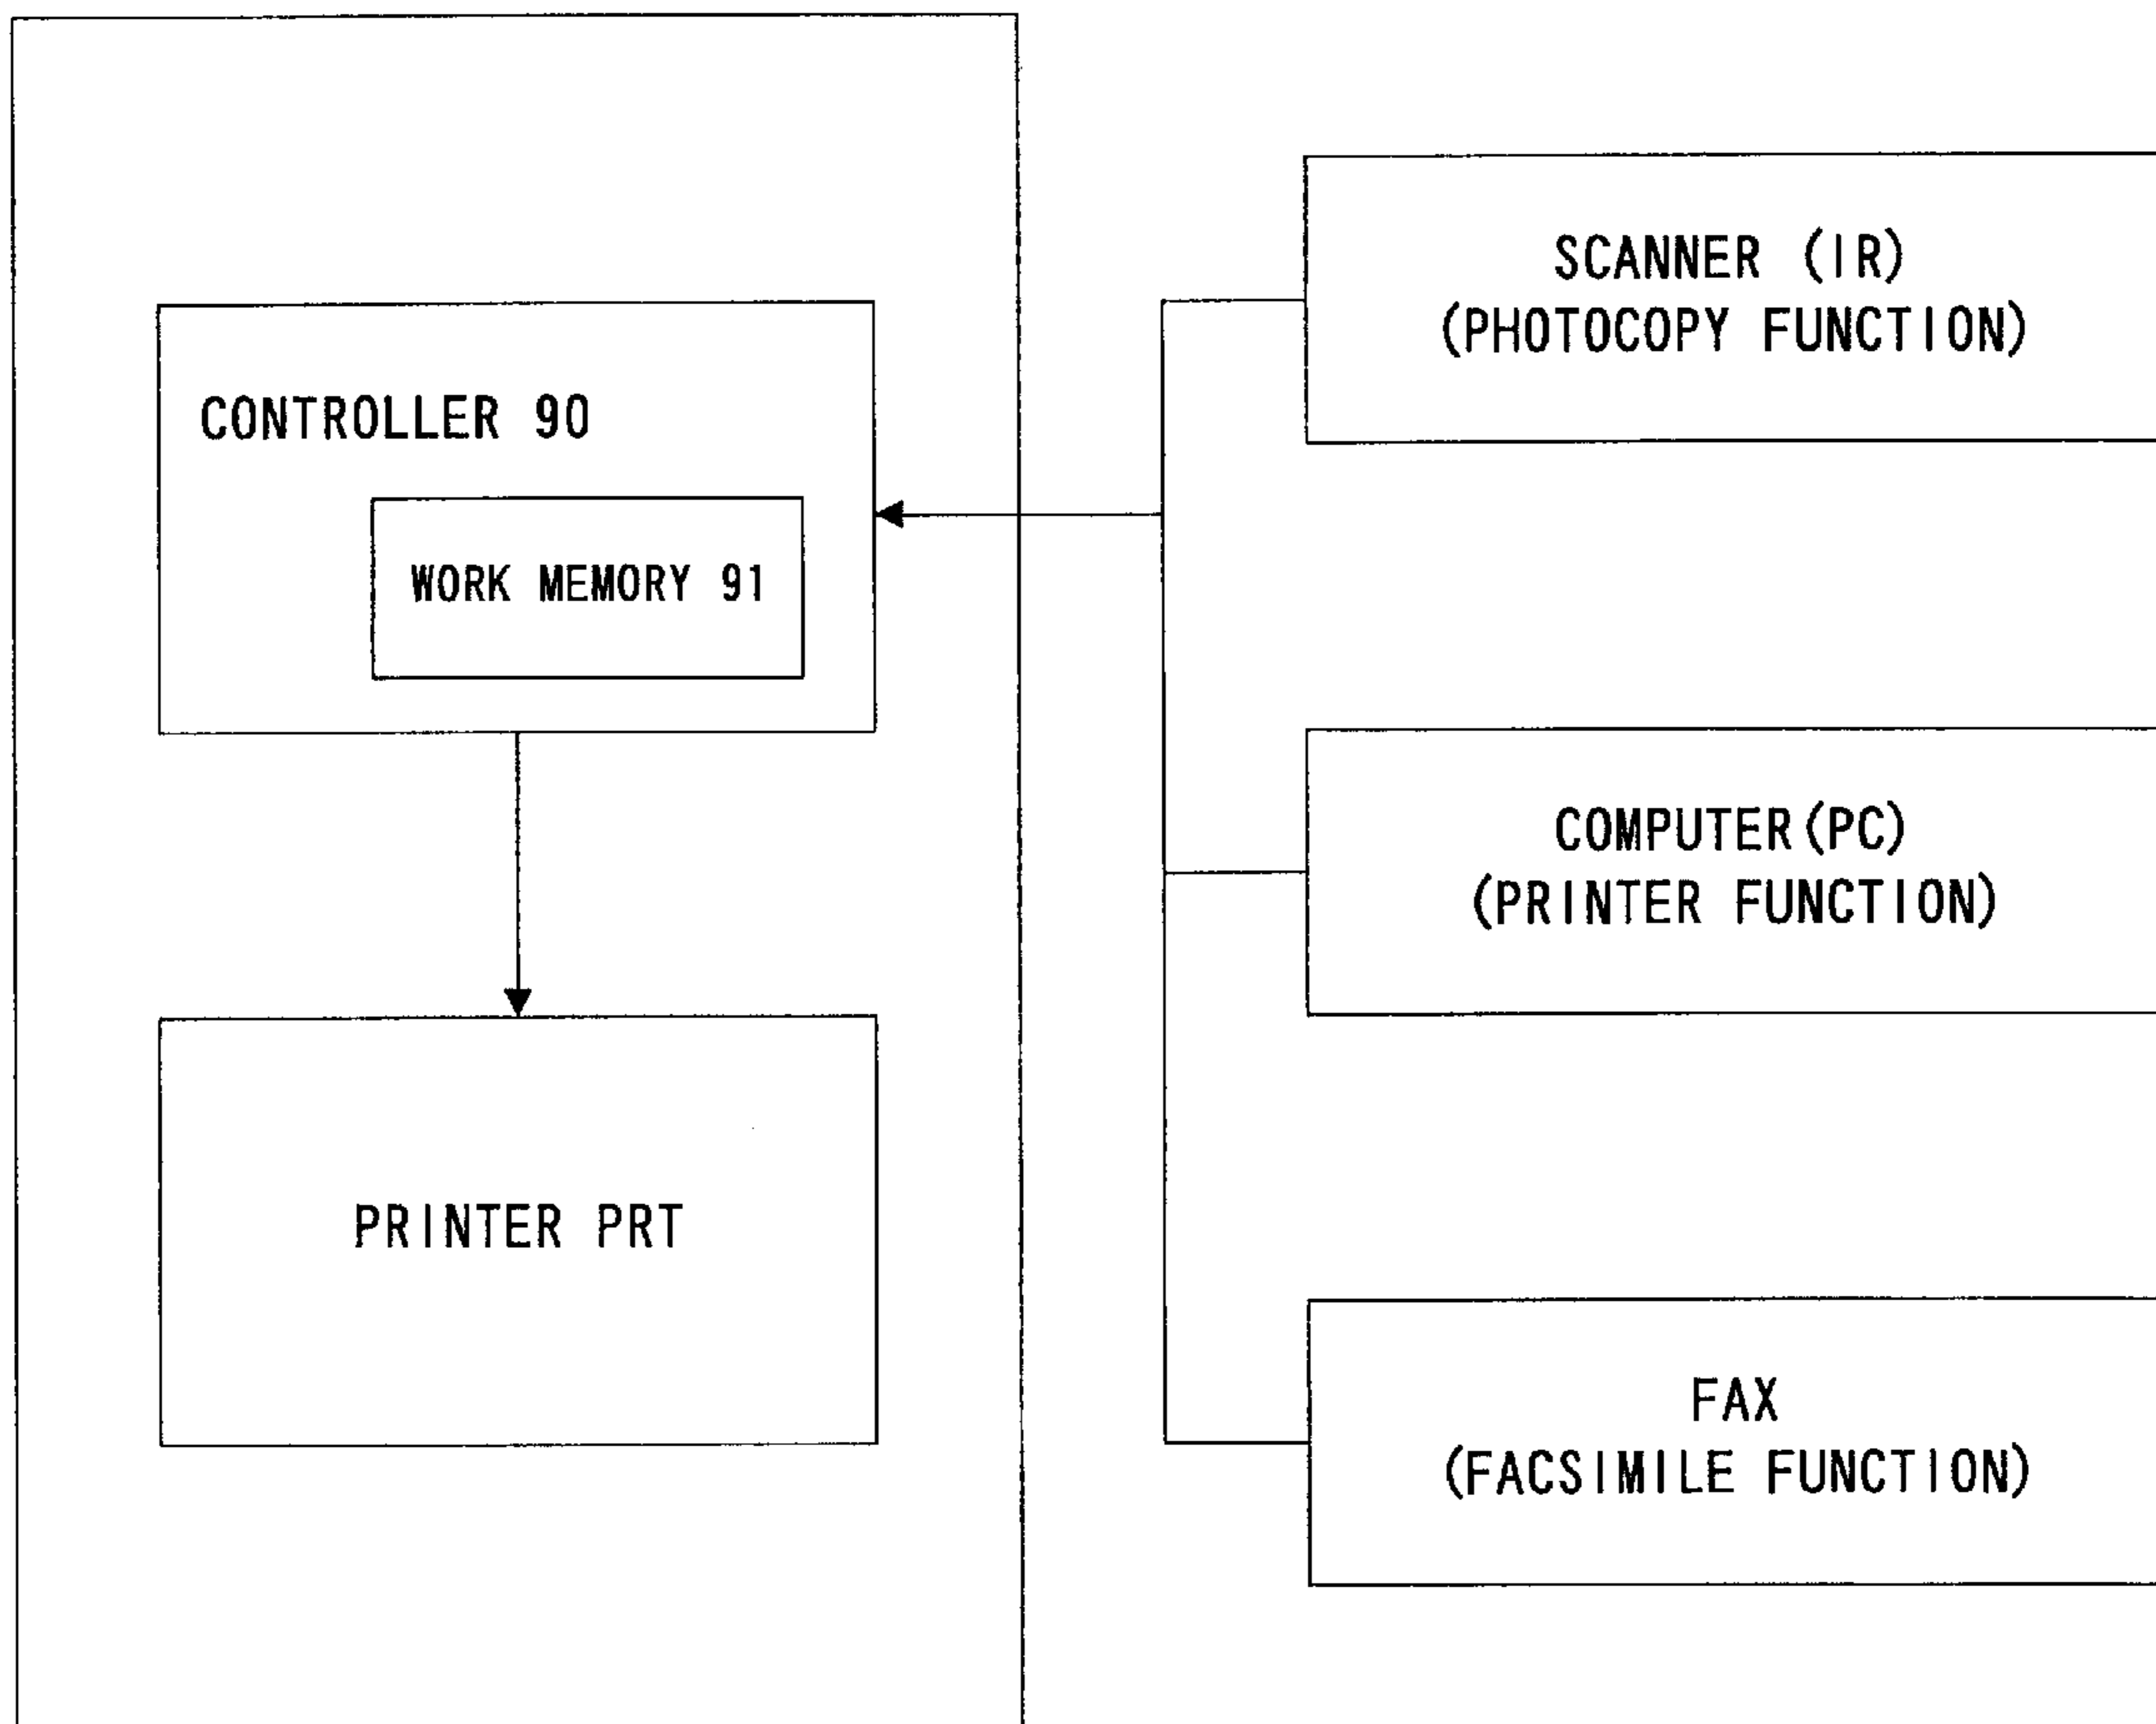 CONTROLLER 90
WORK MEMORY 91
PRINTER PRT
SCANNER (IR)
(PHOTOCOPY FUNCTION)
COMPUTER(PC)
(PRINTER FUNCTION)
FAX
(FACSIMILE FUNCTION)